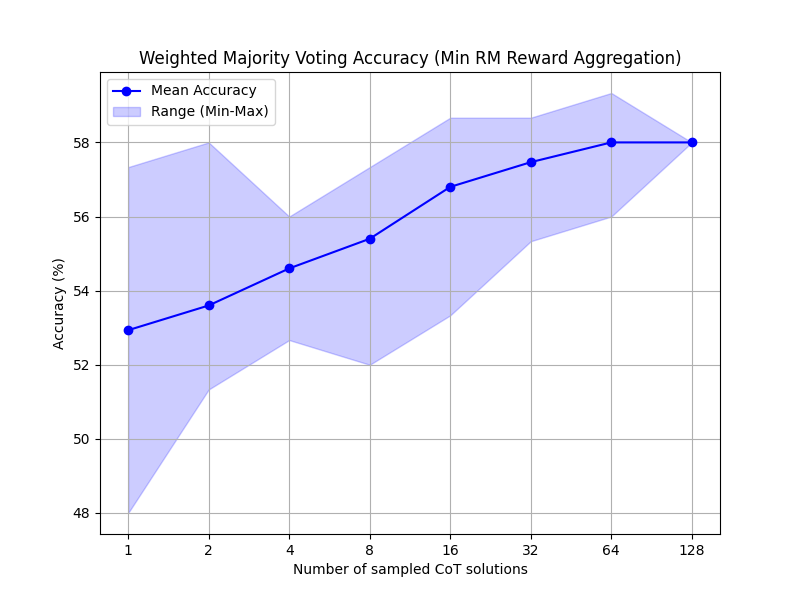 Weighted Majority Voting Accuracy (Min RM Reward Aggregation)
Mean Accuracy
Range (Min-Max)
Accuracy (%)
58
56
54
52
50
48
1 2 4 8 16 32 64 128
Number of sampled CoT solutions